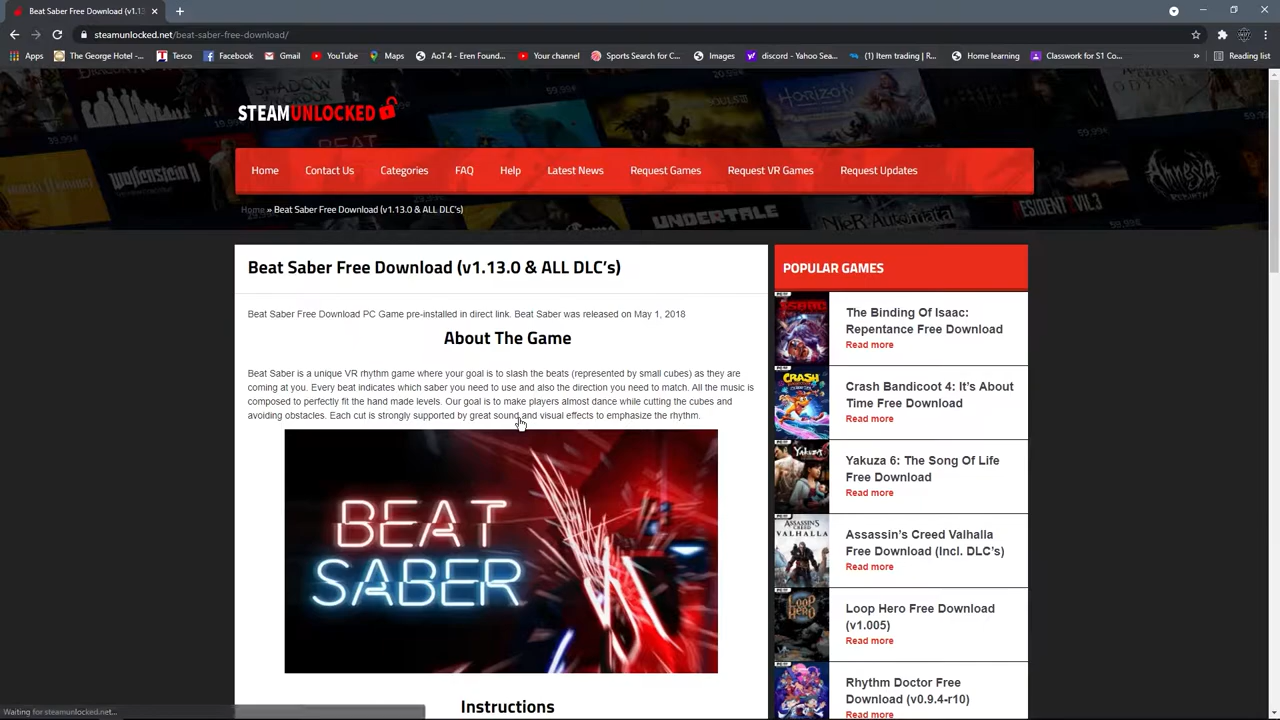 Beat Saber Free Download (v1.13
steamunlocked.net/beat-saber-free-download/
Apps The George Hotel -... Tesco Facebook Gmail YouTube Maps AoT 4 - Eren Found... Your channel Sports Search for C... Images discord - Yahoo Sea... (1) Item trading | R... Home learning Classwork for S1 Co... » Reading list
STEAMUNLOCKED
Home Contact Us Categories FAQ Help Latest News Request Games Request VR Games Request Updates
Home » Beat Saber Free Download (v1.13.0 & ALL DLC's)
Beat Saber Free Download (v1.13.0 & ALL DLC's)
Beat Saber Free Download PC Game pre-installed in direct link. Beat Saber was released on May 1, 2018
About The Game
Beat Saber is a unique VR rhythm game where your goal is to slash the beats (represented by small cubes) as they are
coming at you. Every beat indicates which saber you need to use and also the direction you need to match. All the music is
composed to perfectly fit the hand made levels. Our goal is to make players almost dance while cutting the cubes and
avoiding obstacles. Each cut is strongly supported by great sound and visual effects to emphasize the rhythm.
BEAT
SABER
Instructions
POPULAR GAMES
The Binding Of Isaac:
Repentance Free Download
Read more
Crash Bandicoot 4: It's About
Time Free Download
Read more
Yakuza 6: The Song Of Life
Free Download
Read more
Assassin's Creed Valhalla
Free Download (Incl. DLC's)
Read more
Loop Hero Free Download
(v1.005)
Read more
Rhythm Doctor Free
Download (v0.9.4-r10)
Read more
Waiting for steamunlocked.net...